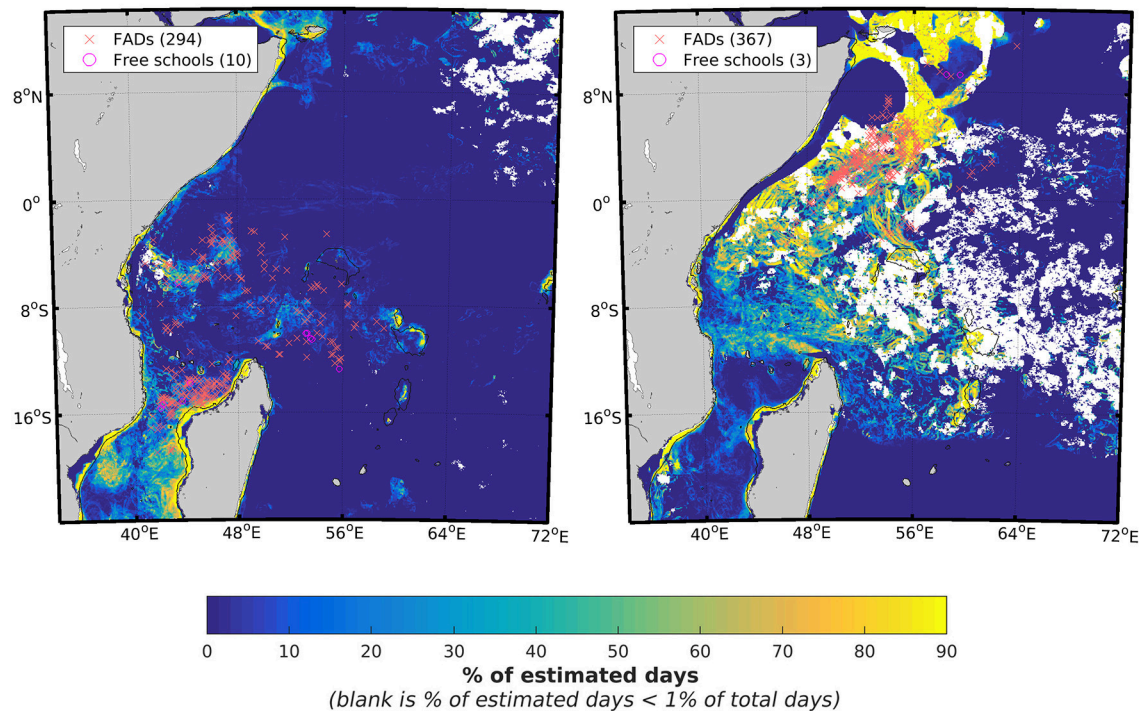 FADs (294)
Free schools (10)
8°N
0°
8°S
16°S
40°E
48°E
56°E
64°E
72°E
FADs (367)
Free schools (3)
8°N
0°
8°S
16°S
40°E
48°E
56°E
64°E
72°E
0 10 20 30 40 50 60 70 80 90
% of estimated days
(blank is % of estimated days < 1% of total days)